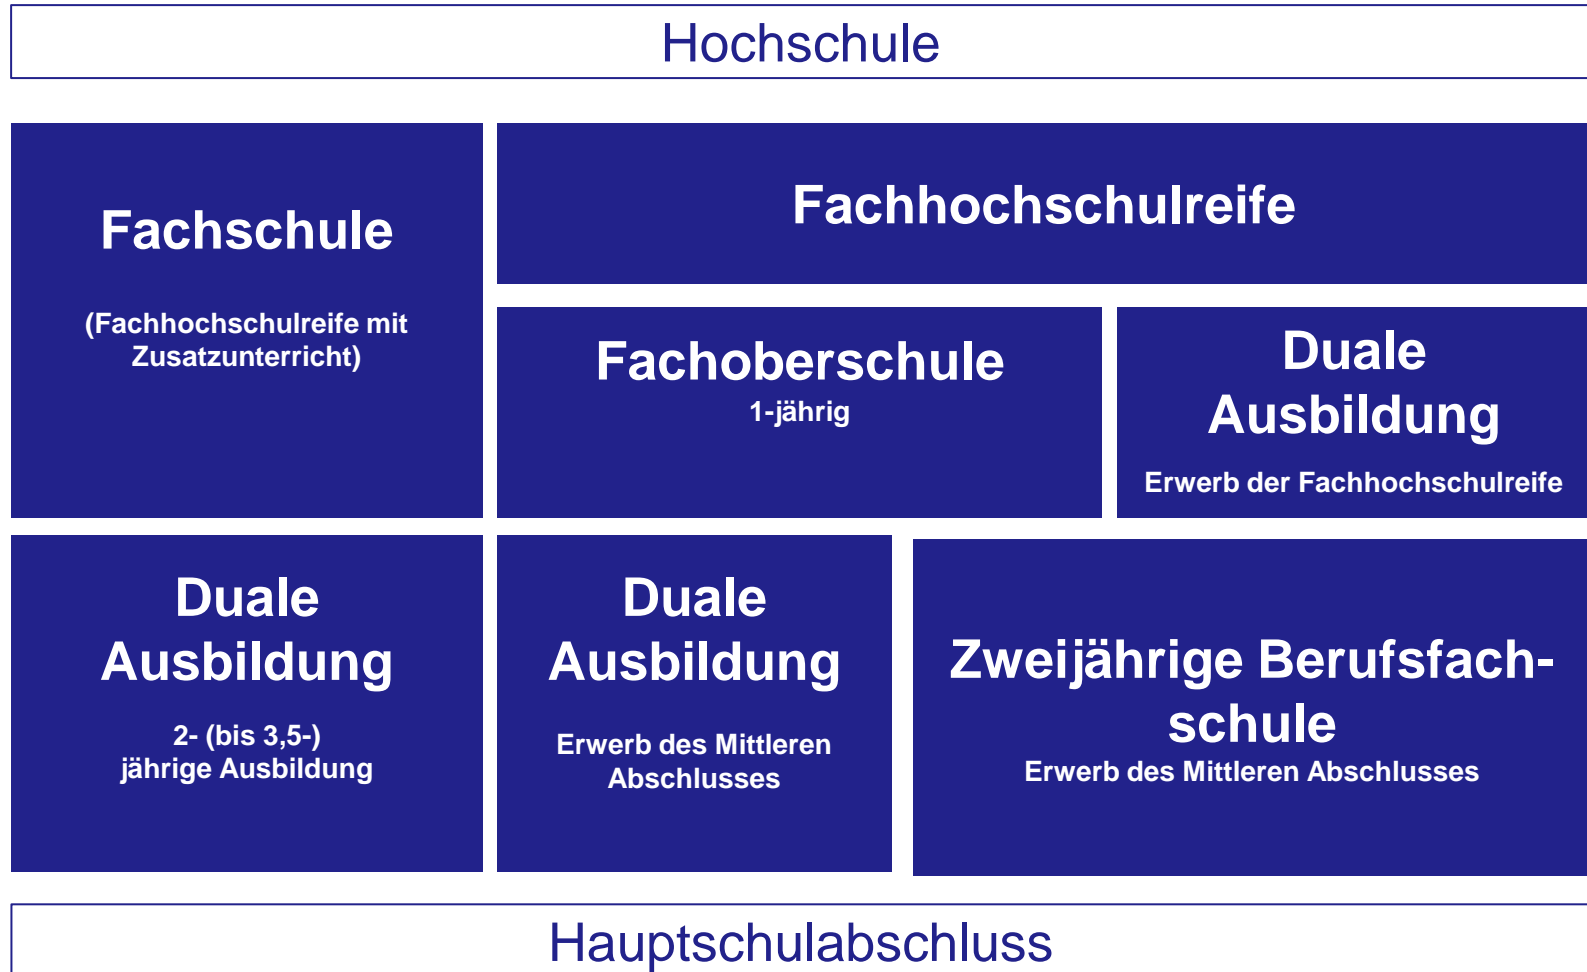 Hochschule
Fachschule
(Fachhochschulreife mit
Zusatzunterricht)
Fachhochschulreife
Fachoberschule
1-jährig
Duale
Ausbildung
Erwerb der Fachhochschulreife
Duale
Ausbildung
2- (bis 3,5-)
jährige Ausbildung
Duale
Ausbildung
Erwerb des Mittleren
Abschlusses
Zweijährige Berufsfach-
schule
Erwerb des Mittleren Abschlusses
Hauptschulabschluss